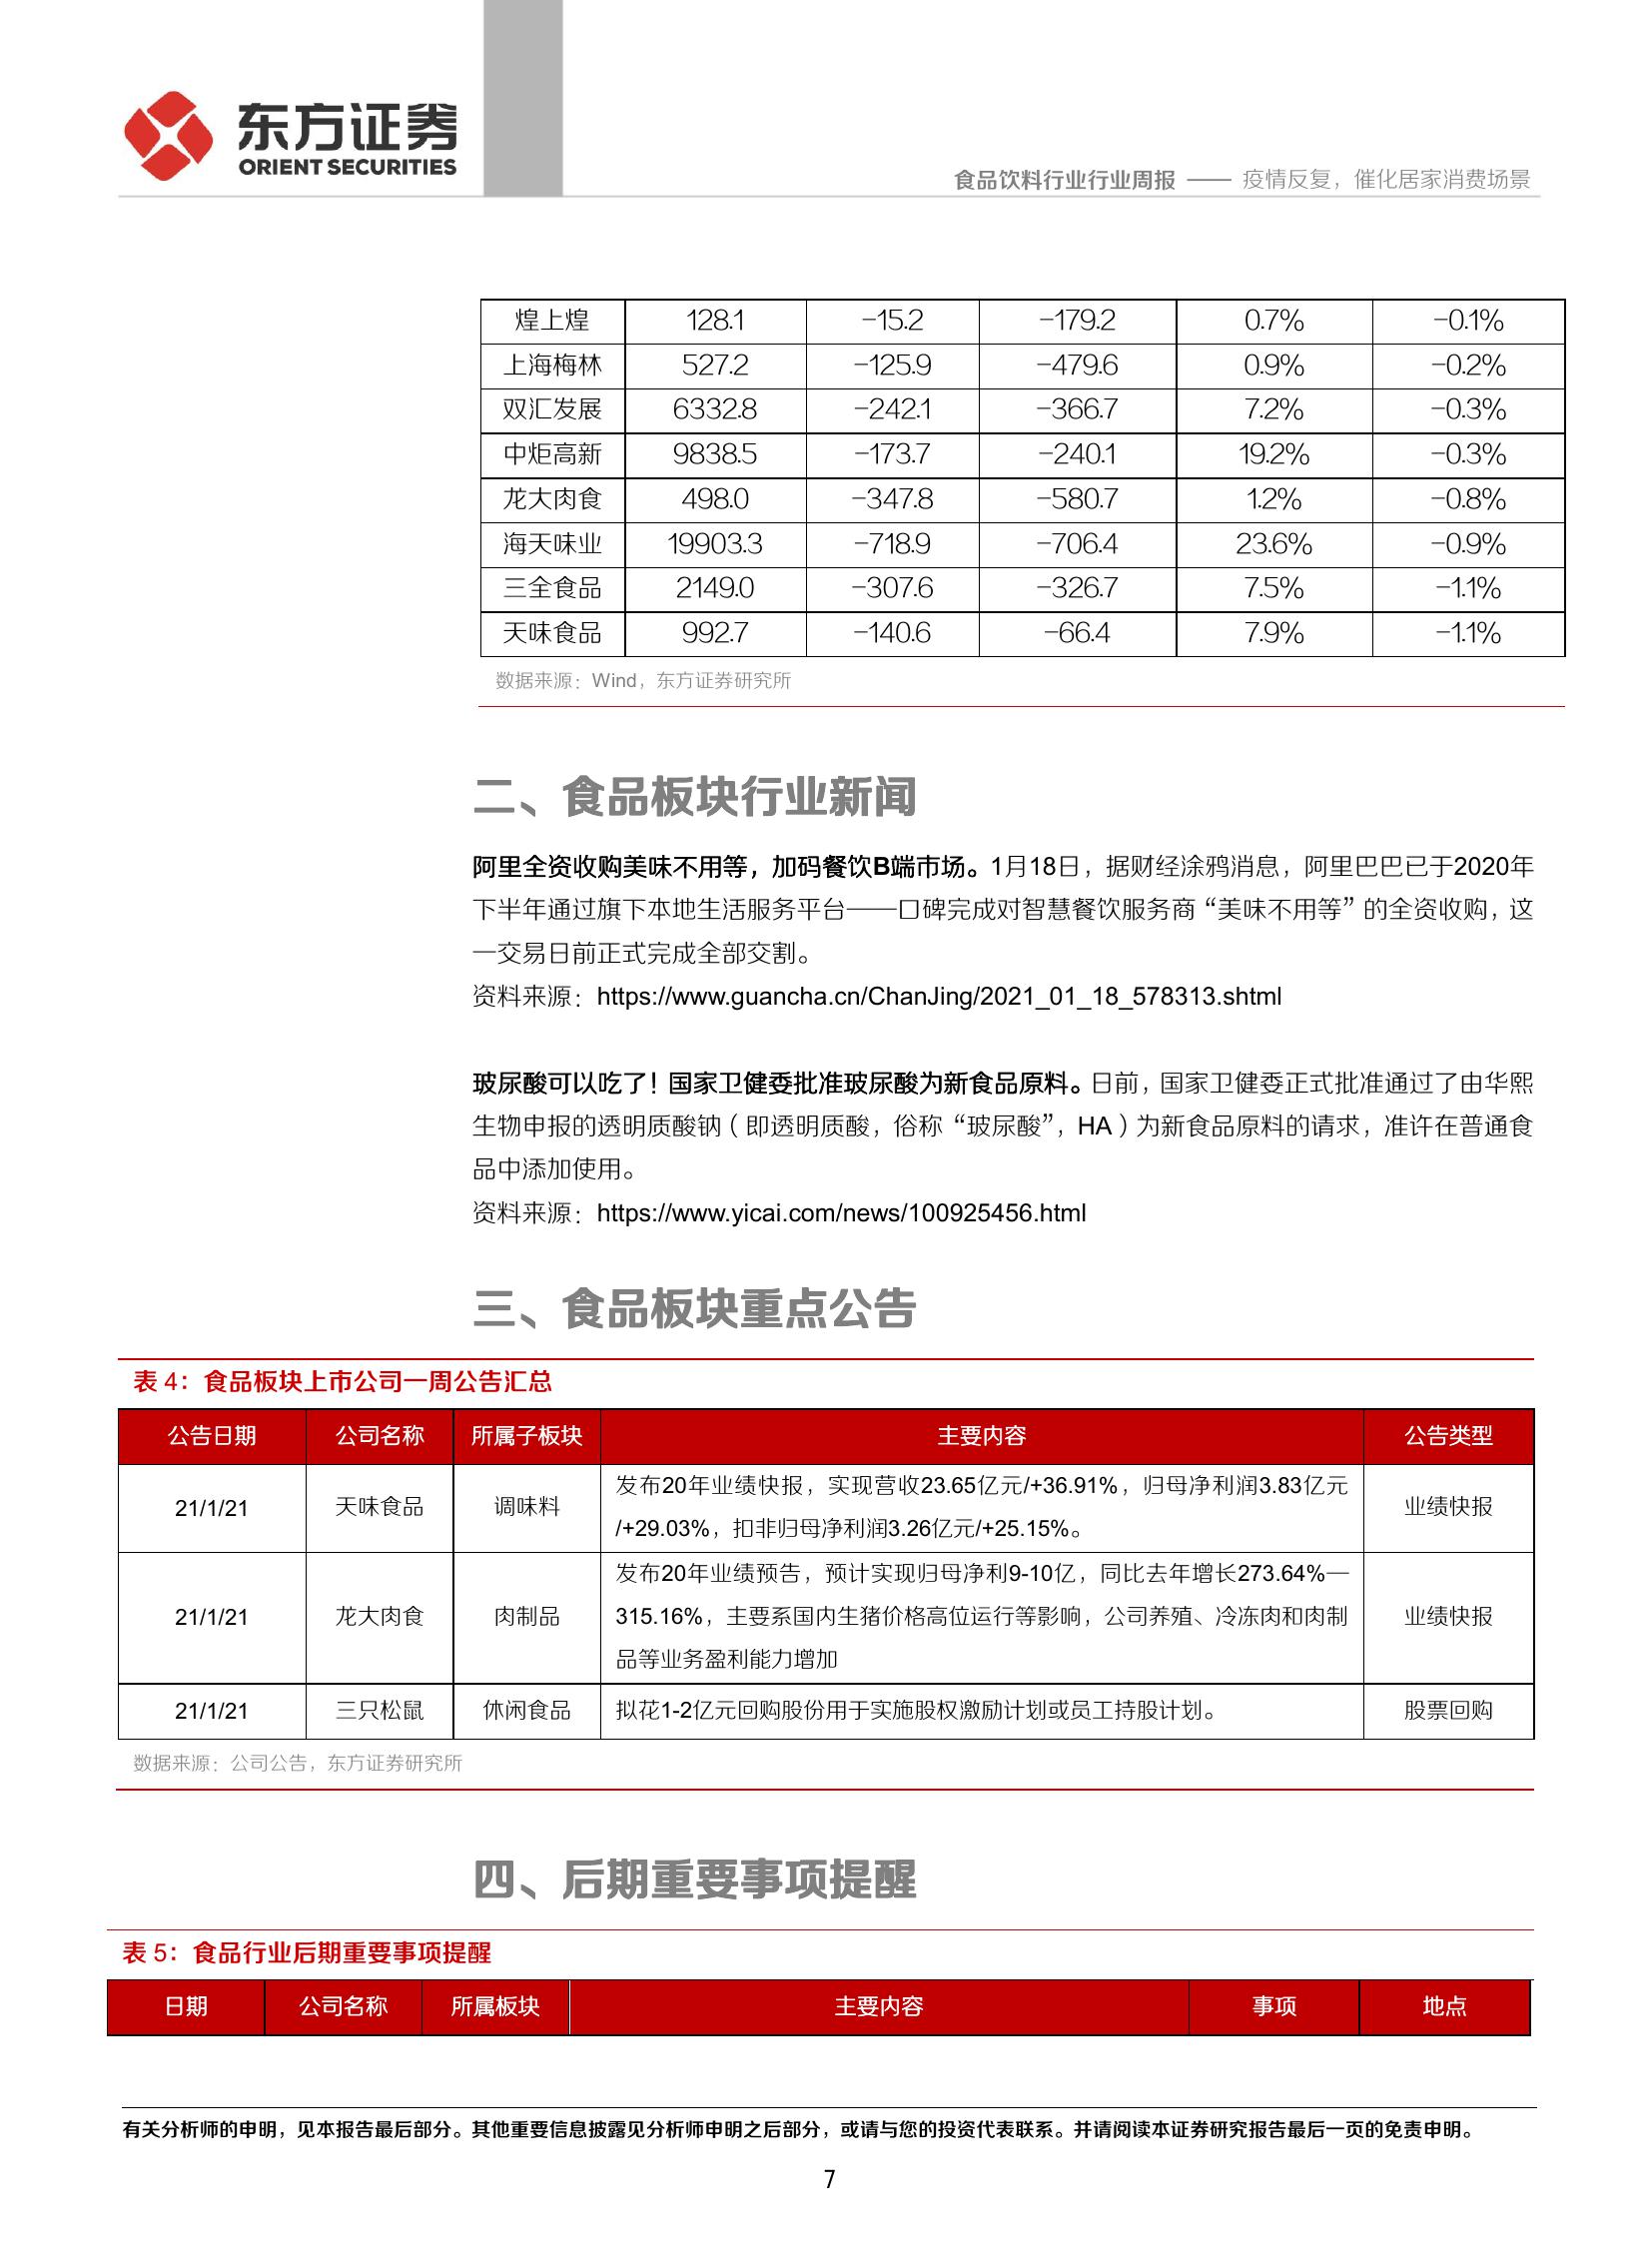 东方证券
ORIENT SECURITIES
食品饮料行业行业周报 —— 疫情反复，催化居家消费场景
煌上煌 128.1 -15.2 -179.2 0.7% -0.1%
上海梅林 527.2 -125.9 -479.6 0.9% -0.2%
双汇发展 6332.8 -242.1 -366.7 7.2% -0.3%
中炬高新 9838.5 -173.7 -240.1 19.2% -0.3%
龙大肉食 498.0 -347.8 -580.7 1.2% -0.8%
海天味业 19903.3 -718.9 -706.4 23.6% -0.9%
三全食品 2149.0 -307.6 -326.7 7.5% -1.1%
天味食品 992.7 -140.6 -66.4 7.9% -1.1%
数据来源：Wind，东方证券研究所
二、食品板块行业新闻
阿里全资收购美味不用等，加码餐饮B端市场。1月18日，据财经涂鸦消息，阿里巴巴已于2020年
下半年通过旗下本地生活服务平台——口碑完成对智慧餐饮服务商“美味不用等”的全资收购，这
一交易日前正式完成全部交割。
资料来源：https://www.guancha.cn/ChanJing/2021_01_18_578313.shtml
玻尿酸可以吃了！国家卫健委批准玻尿酸为新食品原料。日前，国家卫健委正式批准通过了由华熙
生物申报的透明质酸钠（即透明质酸，俗称“玻尿酸”，HA）为新食品原料的请求，准许在普通食
品中添加使用。
资料来源：https://www.yicai.com/news/100925456.html
三、食品板块重点公告
表 4：食品板块上市公司一周公告汇总
公告日期 公司名称 所属子板块 主要内容 公告类型
21/1/21 天味食品 调味料 发布20年业绩快报，实现营收23.65亿元/+36.91%，归母净利润3.83亿元
/+29.03%，扣非归母净利润3.26亿元/+25.15%。 业绩快报
21/1/21 龙大肉食 肉制品 发布20年业绩预告，预计实现归母净利9-10亿，同比去年增长273.64%—
315.16%，主要系国内生猪价格高位运行等影响，公司养殖、冷冻肉和肉制
品等业务盈利能力增加 业绩快报
21/1/21 三只松鼠 休闲食品 拟花1-2亿元回购股份用于实施股权激励计划或员工持股计划。 股票回购
数据来源：公司公告，东方证券研究所
四、后期重要事项提醒
表 5：食品行业后期重要事项提醒
日期 公司名称 所属板块 主要内容 事项 地点
有关分析师的申明，见本报告最后部分。其他重要信息披露见分析师申明之后部分，或请与您的投资代表联系。并请阅读本证券研究报告最后一页的免责申明。
7